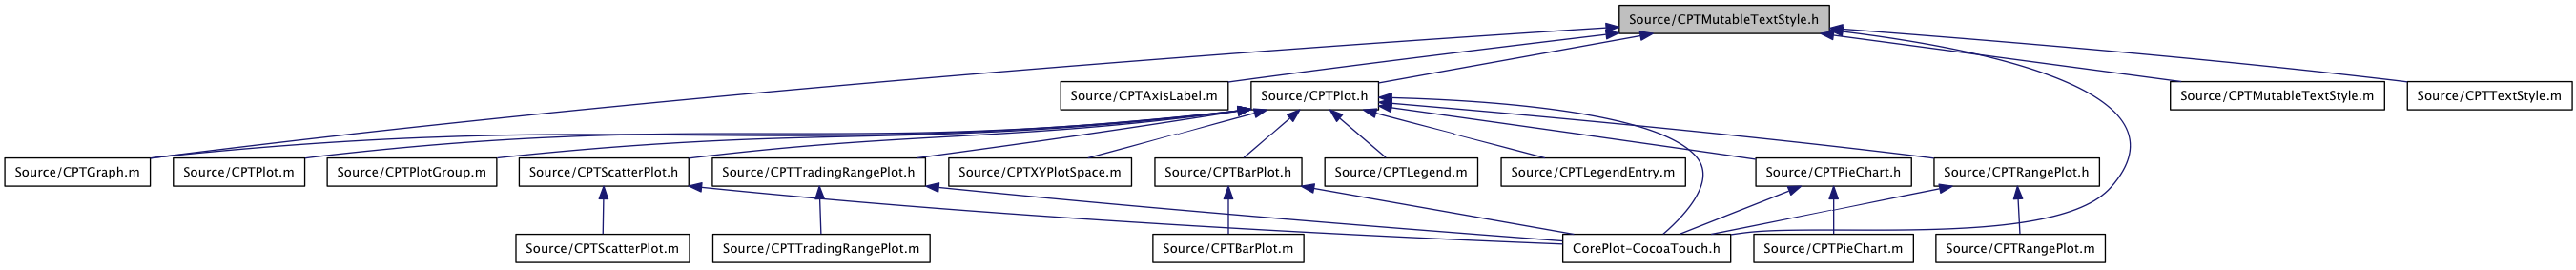 Source/CPTMutableTextStyle.h
Source/CPTAxisLabel.m
Source/CPTPlot.h
Source/CPTMutableTextStyle.m
Source/CPTTextStyle.m
Source/CPTGraph.m
Source/CPTPlot.m
Source/CPTPlotGroup.m
Source/CPTScatterPlot.h
Source/CPTTradingRangePlot.h
Source/CPTXYPlotSpace.m
Source/CPTBarPlot.h
Source/CPTLegend.m
Source/CPTLegendEntry.m
Source/CPTPieChart.h
Source/CPTRangePlot.h
Source/CPTScatterPlot.m
Source/CPTTradingRangePlot.m
Source/CPTBarPlot.m
CorePlot-CocoaTouch.h
Source/CPTPieChart.m
Source/CPTRangePlot.m